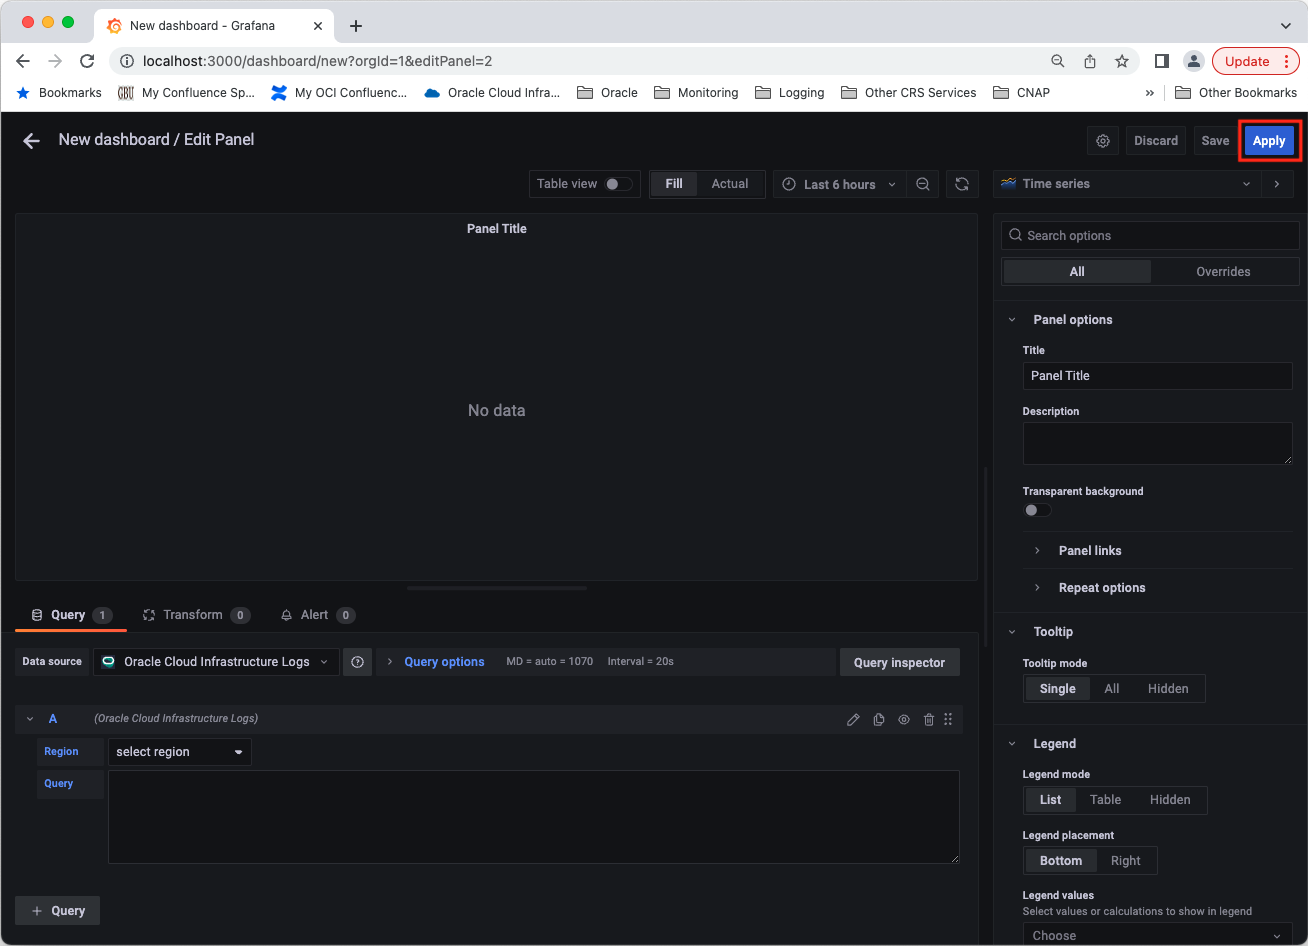 New dashboard - Grafana
localhost:3000/dashboard/new?orgId=1&editPanel=2
Update
Bookmarks
GBU
My Confluence Sp...
My OCI Confluenc...
Oracle Cloud Infra...
Oracle
Monitoring
Logging
Other CRS Services
CNAP
»
Other Bookmarks
New dashboard / Edit Panel
Discard
Save
Apply
Table view
Fill
Actual
Last 6 hours
Time series
Panel Title
Search options
All
Overrides
No data
Panel options
Title
Panel Title
Description
Transparent background
Panel links
Repeat options
Tooltip
Tooltip mode
Single
All
Hidden
Legend
Legend mode
List
Table
Hidden
Legend placement
Bottom
Right
Legend values
Select values or calculations to show in legend
Choose
Query 1
Transform 0
Alert 0
Data source
Oracle Cloud Infrastructure Logs
Query options
MD = auto = 1070
Interval = 20s
Query inspector
A
(Oracle Cloud Infrastructure Logs)
Region
select region
Query
+ Query